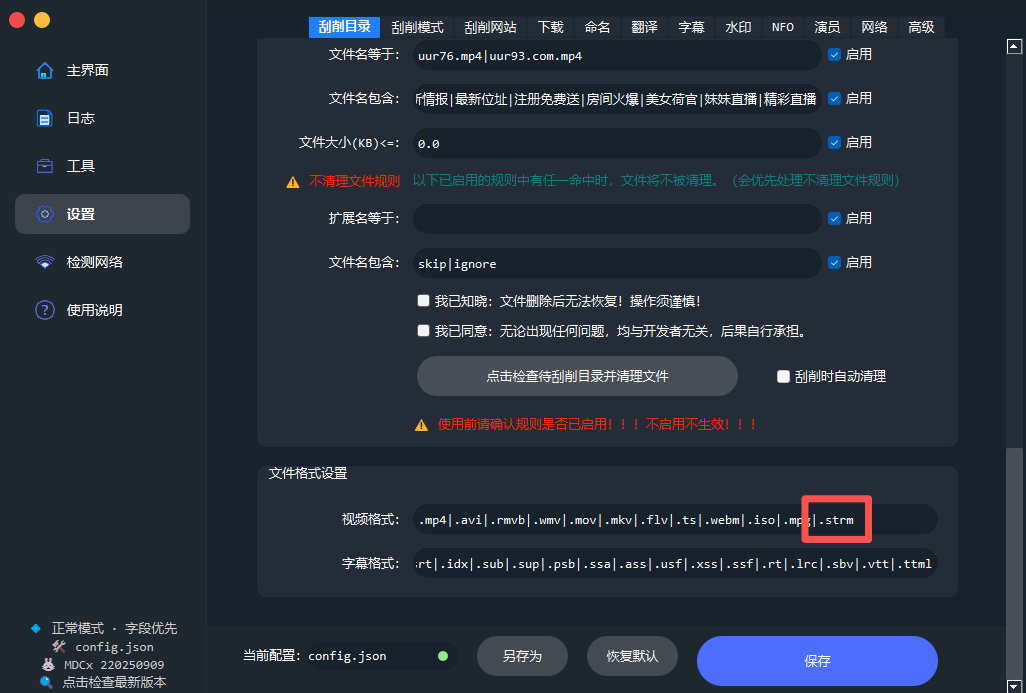 主界面
日志
工具
设置
检测网络
使用说明
正常模式 · 字段优先
config.json
MDCx 220250909
点击检查最新版本
刮削目录 刮削模式 刮削网站 下载 命名 翻译 字幕 水印 NFO 演员 网络 高级
文件名等于: uur76.mp4|uur93.com.mp4 启用
文件名包含: 情报|最新位址|注册免费送|房间火爆|美女荷官|妹妹直播|精彩直播 启用
文件大小(KB)<=: 0.0 启用
不清理文件规则 以下已启用的规则中有任一命中时，文件将不被清理。（会优先处理不清理文件规则）
扩展名等于: 启用
文件名包含: skip|ignore 启用
我已知晓：文件删除后无法恢复！操作须谨慎！
我已同意：无论出现任何问题，均与开发者无关，后果自行承担。
点击检查待刮削目录并清理文件 刮削时自动清理
使用前请确认规则是否已启用！！！不启用不生效！！！
文件格式设置
视频格式: .mp4|.avi|.rmvb|.wmv|.mov|.mkv|.flv|.ts|.webm|.iso|.mpg|.strm
字幕格式: rt|.idx|.sub|.sup|.psb|.ssa|.ass|.usf|.xss|.ssf|.rt|.lrc|.sbv|.vtt|.ttml
当前配置: config.json 另存为 恢复默认 保存